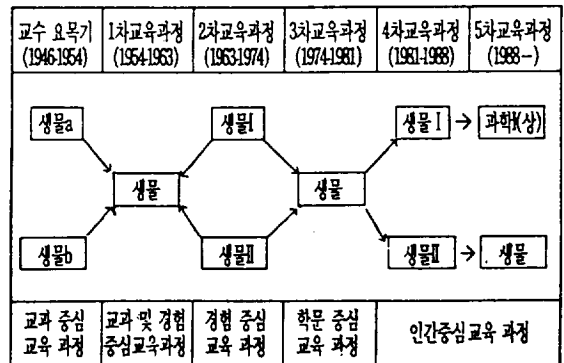 교수 요목기 1차교육과정 2차교육과정 3차교육과정 4차교육과정 5차교육과정
(1946-1954) (1954-1963) (1963-1974) (1974-1981) (1981-1988) (1988-)
생물a 생물Ⅰ 생물Ⅰ 과학Ⅱ(상)
생물 생물
생물b 생물Ⅱ 생물Ⅱ 생물
교과 중심 교과 및 경험 경험 중심 학문 중심 인간중심 교육 과정
교육 과정 중심교육과정 교육 과정 교육 과정